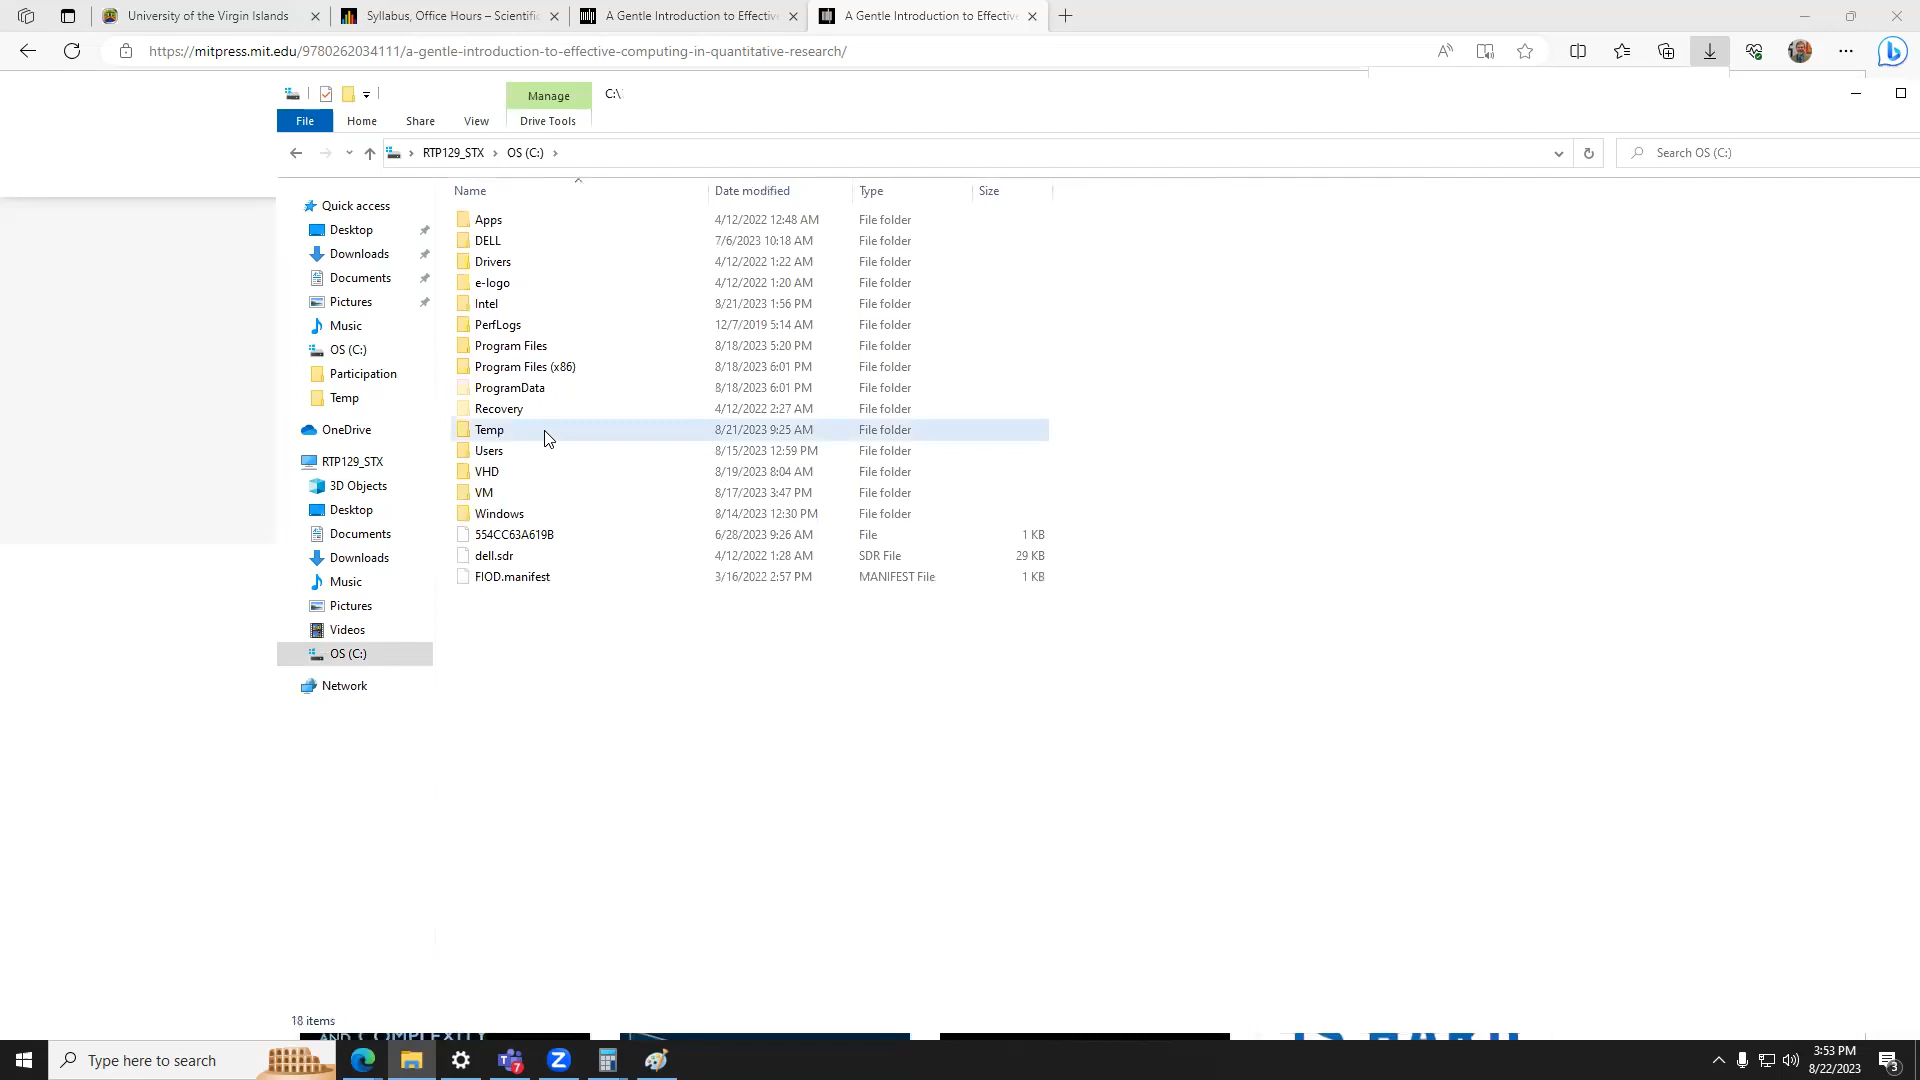 University of the Virgin Islands
Syllabus, Office Hours – Scientific
A Gentle Introduction to Effective
A Gentle Introduction to Effective
https://mitpress.mit.edu/9780262034111/a-gentle-introduction-to-effective-computing-in-quantitative-research/
Manage
C:\
File
Home
Share
View
Drive Tools
RTP129_STX
OS (C:)
Search OS (C:)
Name
Date modified
Type
Size
Quick access
Desktop
Downloads
Documents
Pictures
Music
OS (C:)
Participation
Temp
OneDrive
RTP129_STX
3D Objects
Desktop
Documents
Downloads
Music
Pictures
Videos
OS (C:)
Network
Apps 4/12/2022 12:48 AM File folder
DELL 7/6/2023 10:18 AM File folder
Drivers 4/12/2022 1:22 AM File folder
e-logo 4/12/2022 1:20 AM File folder
Intel 8/21/2023 1:56 PM File folder
PerfLogs 12/7/2019 5:14 AM File folder
Program Files 8/18/2023 5:20 PM File folder
Program Files (x86) 8/18/2023 6:01 PM File folder
ProgramData 8/18/2023 6:01 PM File folder
Recovery 4/12/2022 2:27 AM File folder
Temp 8/21/2023 9:25 AM File folder
Users 8/15/2023 12:59 PM File folder
VHD 8/19/2023 8:04 AM File folder
VM 8/17/2023 3:47 PM File folder
Windows 8/14/2023 12:30 PM File folder
554CC63A619B 6/28/2023 9:26 AM File 1 KB
dell.sdr 4/12/2022 1:28 AM SDR File 29 KB
FIOD.manifest 3/16/2022 2:57 PM MANIFEST File 1 KB
18 items
AND COMPLEXITY
Type here to search
7
3:53 PM
8/22/2023
3